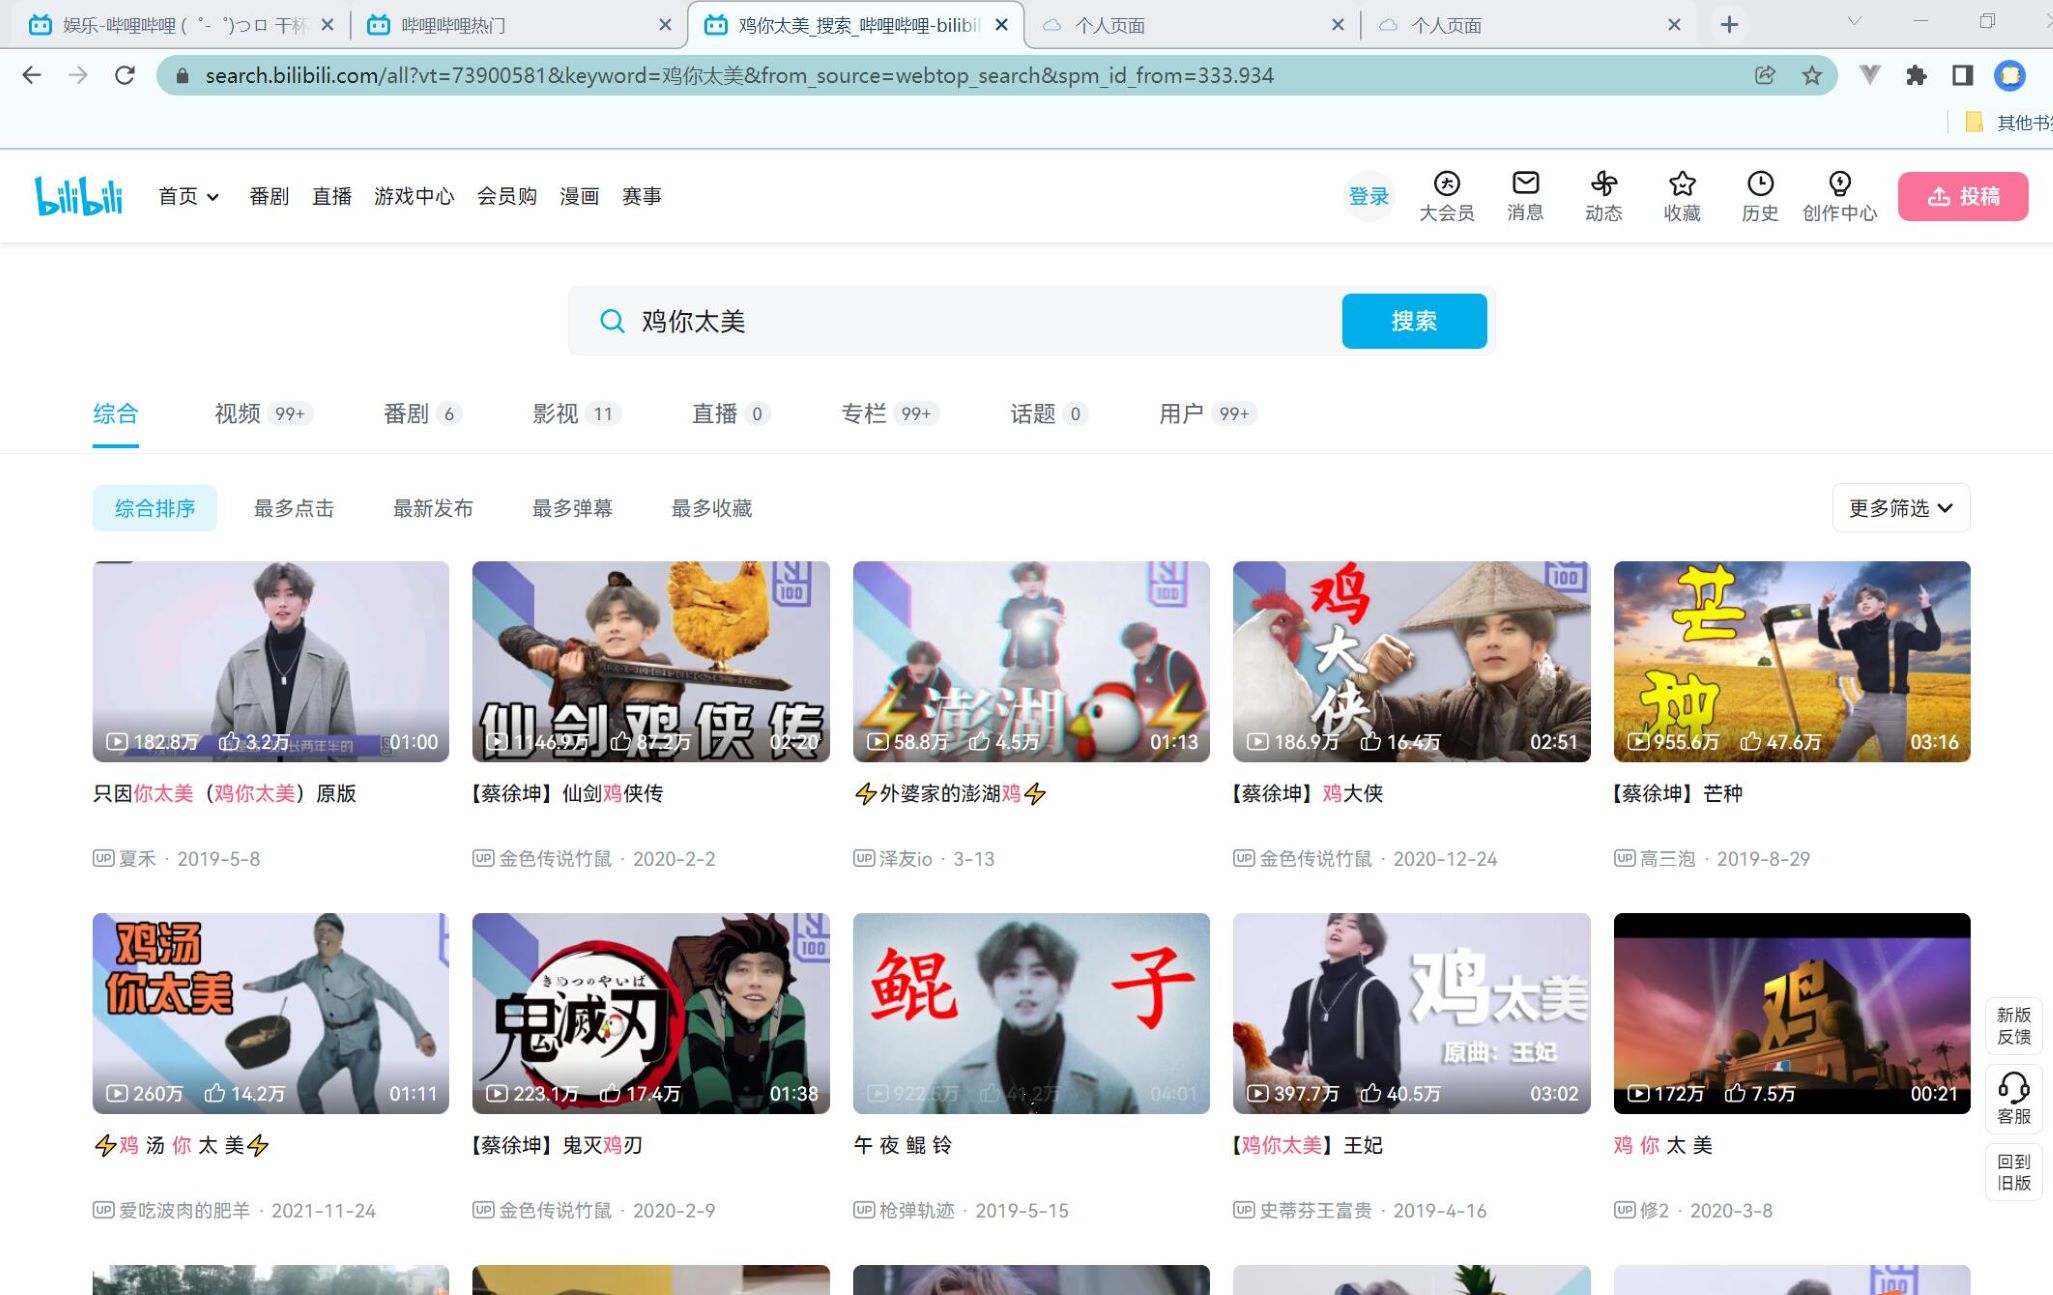 娱乐-哔哩哔哩 (゜-゜)つロ 干杯
哔哩哔哩热门
鸡你太美_搜索_哔哩哔哩-bilibil
个人页面
个人页面
search.bilibili.com/all?vt=73900581&keyword=鸡你太美&from_source=webtop_search&spm_id_from=333.934
其他书签
bilibili
首页 番剧 直播 游戏中心 会员购 漫画 赛事
登录 大会员 消息 动态 收藏 历史 创作中心 投稿
鸡你太美
搜索
综合 视频 99+ 番剧 6 影视 11 直播 0 专栏 99+ 话题 0 用户 99+
综合排序 最多点击 最新发布 最多弹幕 最多收藏 更多筛选
182.8万 3.2万 01:00
100
仙剑鸡侠传
1146.9万 87.2万 02:20
100
澎湖
58.8万 4.5万 01:13
100
鸡大侠
186.9万 16.4万 02:51
芒种
955.6万 47.6万 03:16
只因你太美（鸡你太美）原版
【蔡徐坤】仙剑鸡侠传
⚡外婆家的澎湖鸡⚡
【蔡徐坤】鸡大侠
【蔡徐坤】芒种
UP 夏禾 · 2019-5-8
UP 金色传说竹鼠 · 2020-2-2
UP 泽友io · 3-13
UP 金色传说竹鼠 · 2020-12-24
UP 高三泡 · 2019-8-29
鸡汤
你太美
260万 14.2万 01:11
100
きめつのやいば
鬼滅刃
223.1万 17.4万 01:38
鲲子
922.5万 41.2万 04:01
鸡太美
原曲：王妃
397.7万 40.5万 03:02
鸡
172万 7.5万 00:21
⚡鸡 汤 你 太 美⚡
【蔡徐坤】鬼灭鸡刃
午 夜 鲲 铃
【鸡你太美】王妃
鸡 你 太 美
UP 爱吃波肉的肥羊 · 2021-11-24
UP 金色传说竹鼠 · 2020-2-9
UP 枪弹轨迹 · 2019-5-15
UP 史蒂芬王富贵 · 2019-4-16
UP 修2 · 2020-3-8
新版
反馈
客服
回到
旧版
100